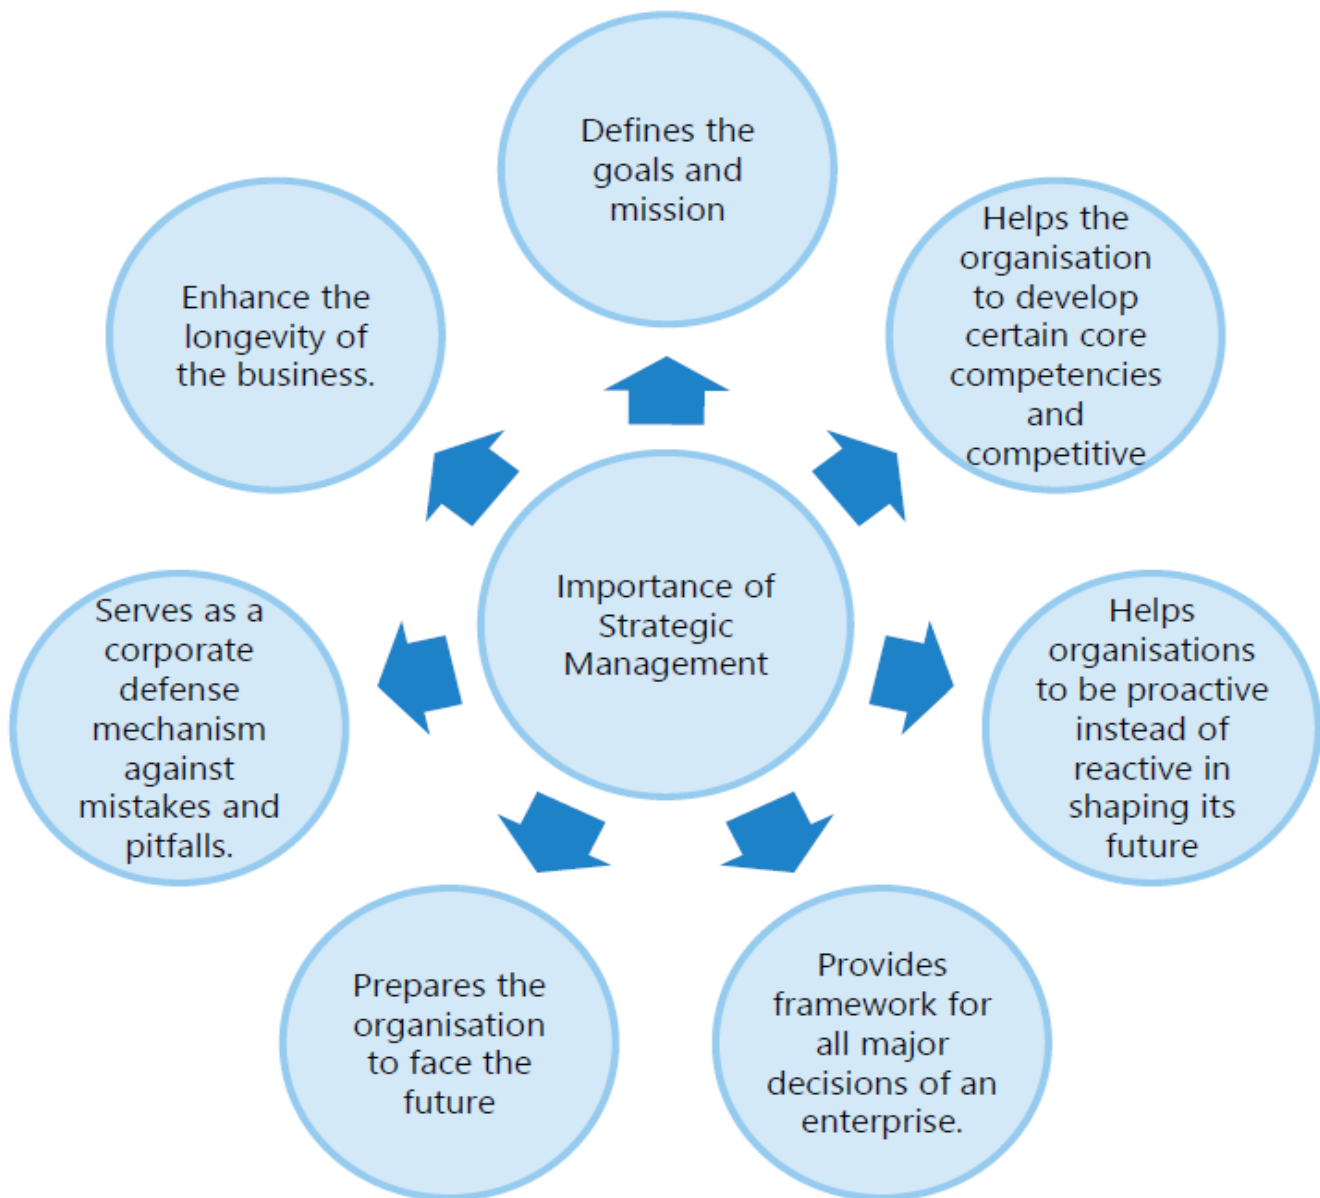 Defines the
goals and
mission
Helps the
organisation
to develop
certain core
competencies
and
competitive
Helps
organisations
to be proactive
instead of
reactive in
shaping its
future
Provides
framework for
all major
decisions of an
enterprise.
Prepares the
organisation
to face the
future
Serves as a
corporate
defense
mechanism
against
mistakes and
pitfalls.
Enhance the
longevity of
the business.
Importance of
Strategic
Management